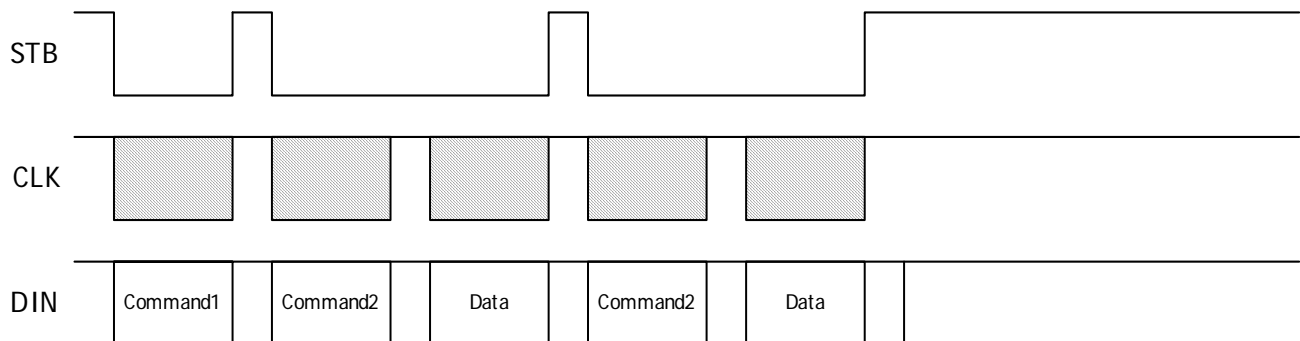 STB
CLK
DIN
Command1 Command2 Data Command2 Data